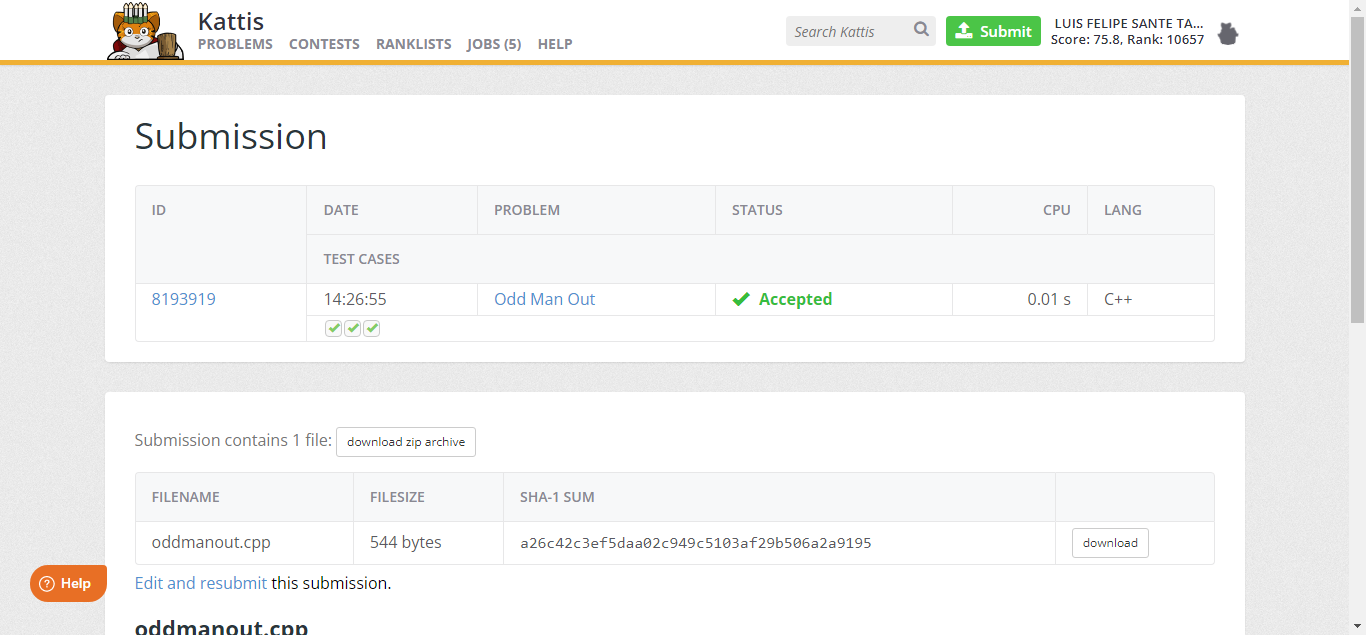 Kattis
PROBLEMS CONTESTS RANKLISTS JOBS (5) HELP
Search Kattis
Submit
LUIS FELIPE SANTE TA...
Score: 75.8, Rank: 10657
Submission
ID DATE PROBLEM STATUS CPU LANG
TEST CASES
8193919 14:26:55 Odd Man Out Accepted 0.01 s C++
Submission contains 1 file: download zip archive
FILENAME FILESIZE SHA-1 SUM
oddmanout.cpp 544 bytes a26c42c3ef5daa02c949c5103af29b506a2a9195 download
Help
Edit and resubmit this submission.
oddmanout.cpp